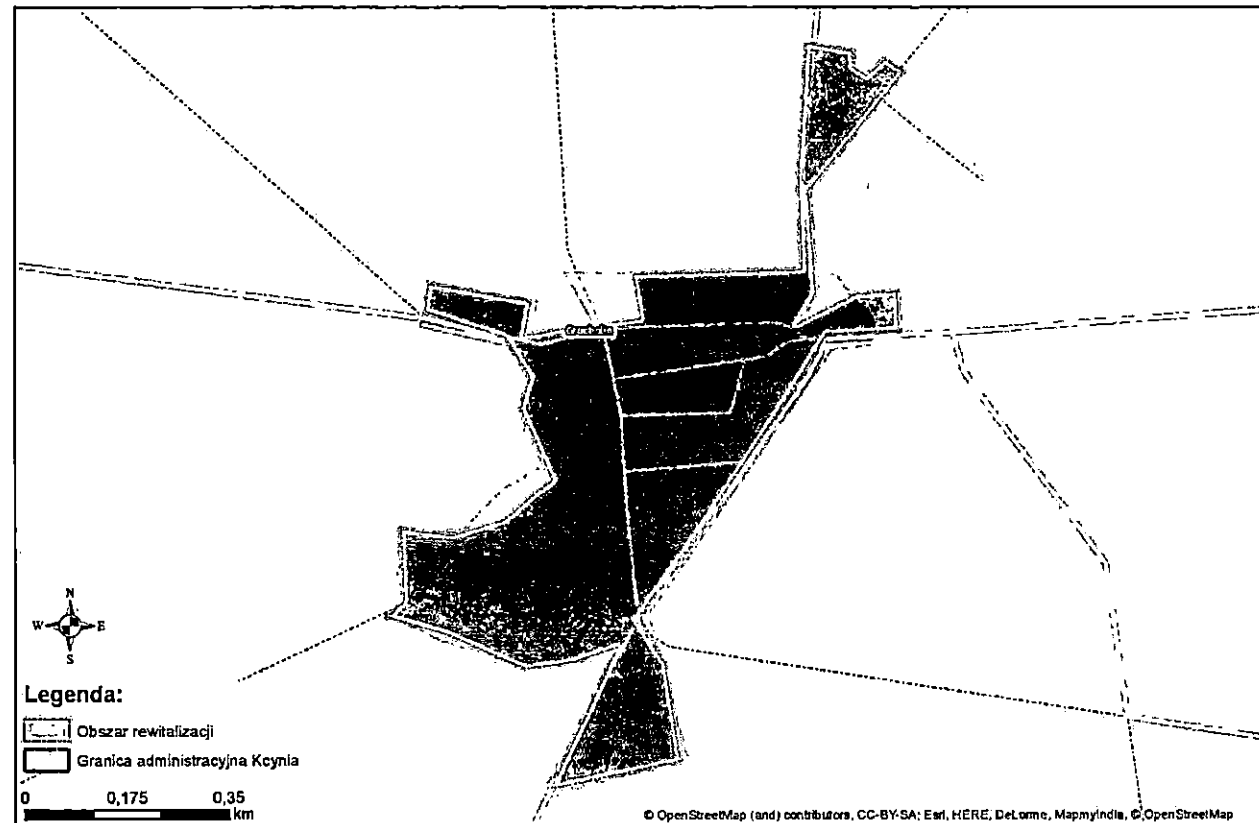 N
W E
S
Legenda:
Obszar rewitalizacji
Granica administracyjna Kcynia
0 0,175 0,35
km
© OpenStreetMap (and) contributors, CC-BY-SA; Esri, HERE, DeLorme, MapmyIndia, © OpenStreetMap